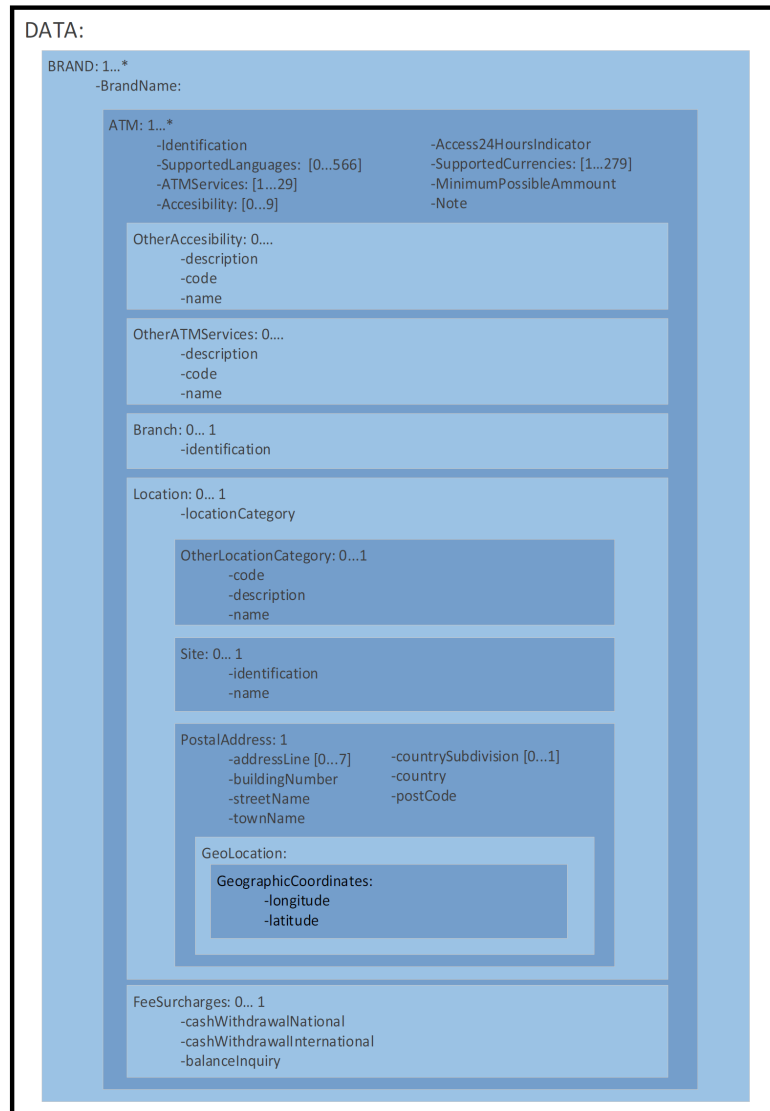 DATA:
BRAND: 1...*
-BrandName:
ATM: 1...*
-Identification
-SupportedLanguages: [0...566]
-ATMServices: [1...29]
-Accesibility: [0...9]
-Access24HoursIndicator
-SupportedCurrencies: [1...279]
-MinimumPossibleAmmount
-Note
OtherAccesibility: 0....
-description
-code
-name
OtherATMServices: 0....
-description
-code
-name
Branch: 0... 1
-identification
Location: 0... 1
-locationCategory
OtherLocationCategory: 0...1
-code
-description
-name
Site: 0... 1
-identification
-name
PostalAddress: 1
-addressLine [0...7]
-buildingNumber
-streetName
-townName
-countrySubdivision [0...1]
-country
-postCode
GeoLocation:
GeographicCoordinates:
-longitude
-latitude
FeeSurcharges: 0... 1
-cashWithdrawalNational
-cashWithdrawalInternational
-balanceInquiry